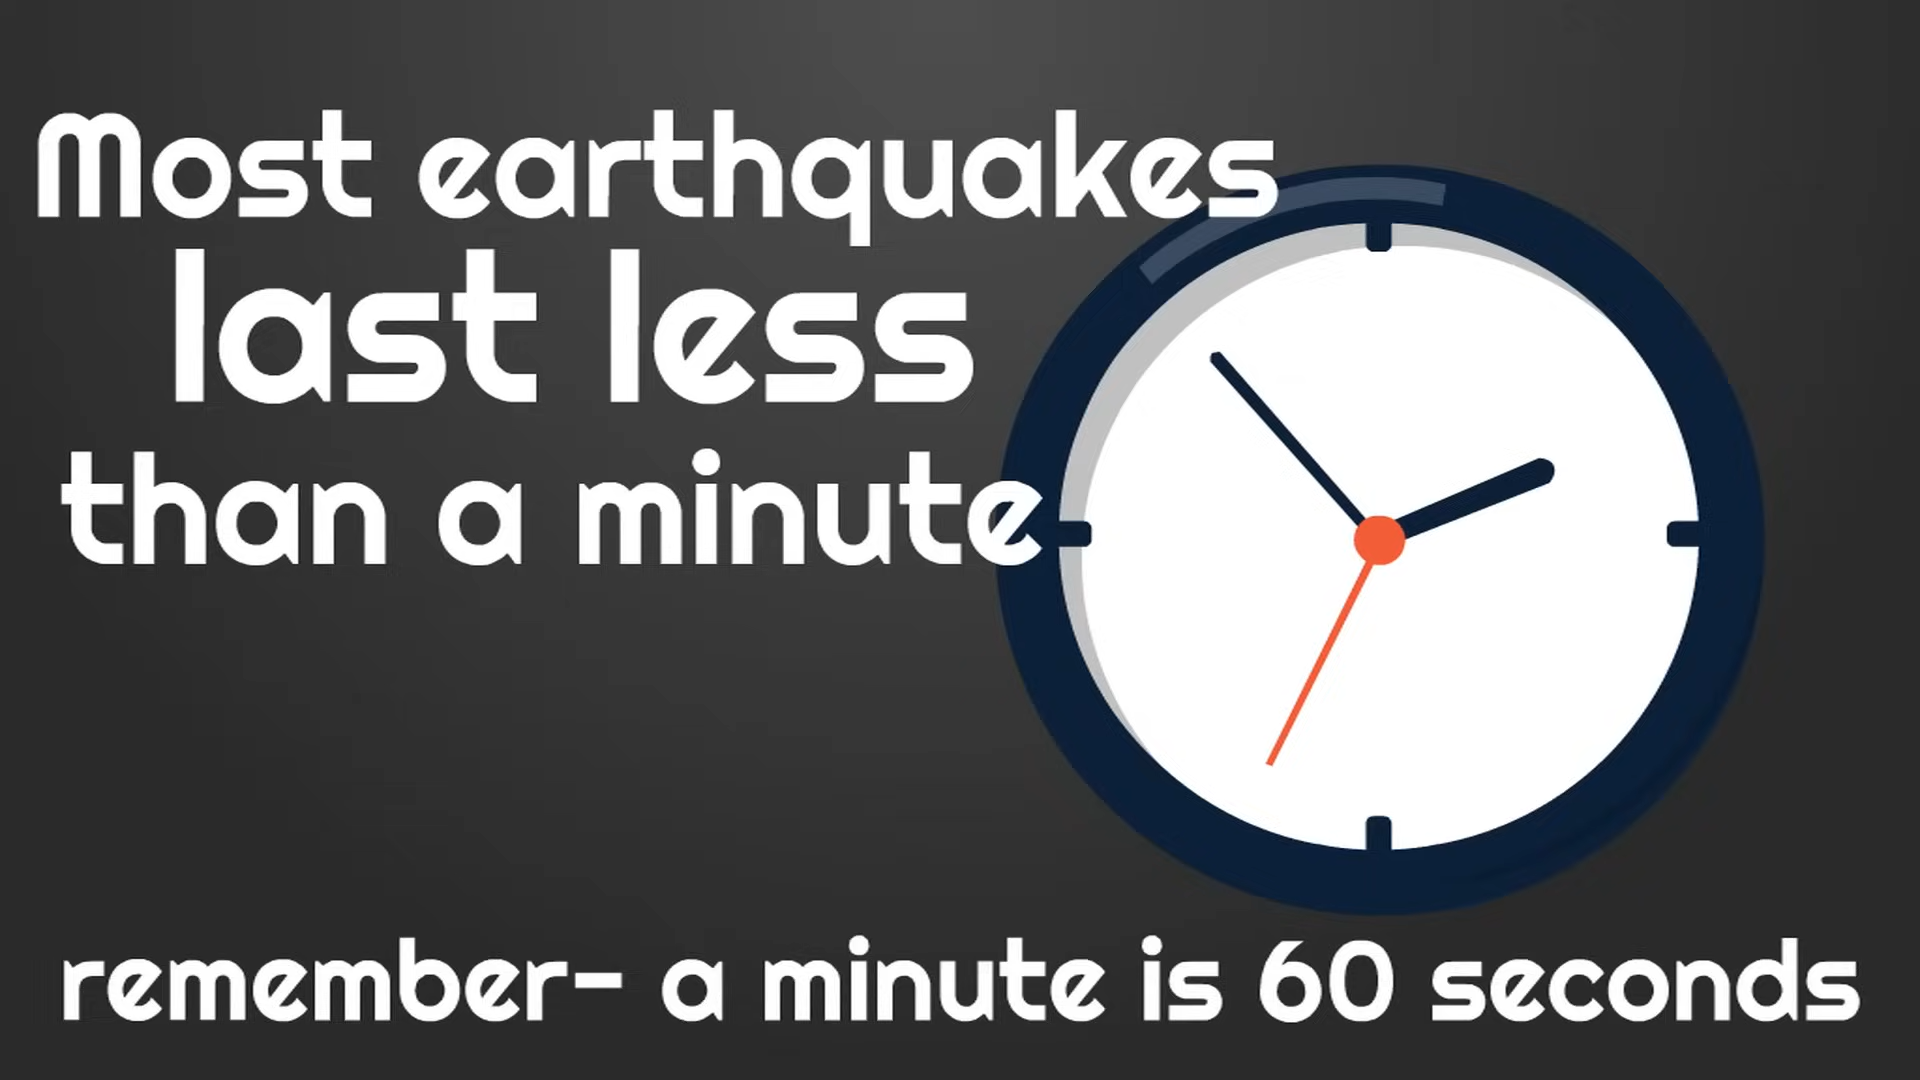 Most earthquakes
last less
than a minute
remember- a minute is 60 seconds